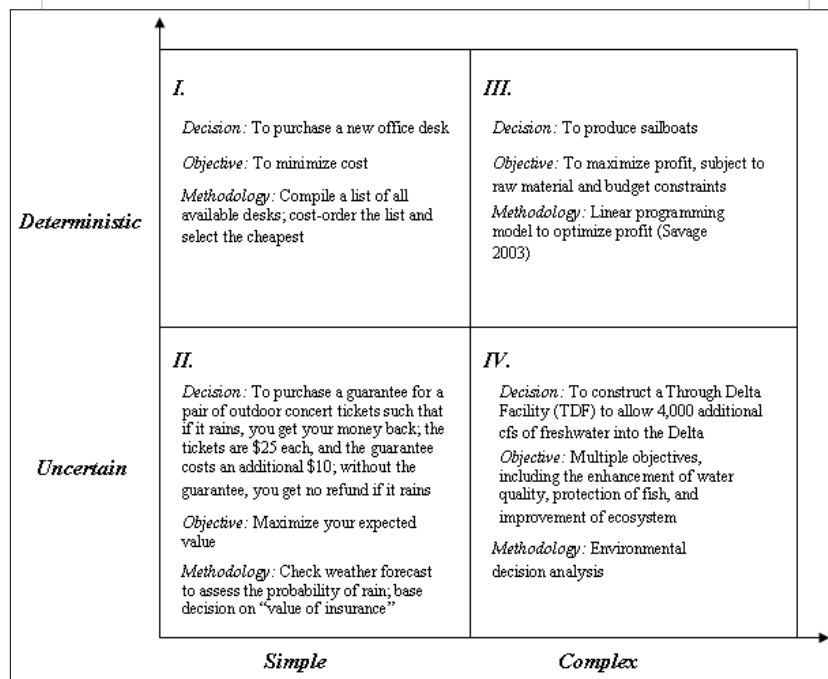 I.
Decision: To purchase a new office desk
Objective: To minimize cost
Methodology: Compile a list of all
available desks; cost-order the list and
select the cheapest
III.
Decision: To produce sailboats
Objective: To maximize profit, subject to
raw material and budget constraints
Methodology: Linear programming
model to optimize profit (Savage
2003)
Deterministic
II.
Decision: To purchase a guarantee for a
pair of outdoor concert tickets such that
if it rains, you get your money back; the
tickets are $25 each, and the guarantee
costs an additional $10; without the
guarantee, you get no refund if it rains
Objective: Maximize your expected
value
Methodology: Check weather forecast
to assess the probability of rain; base
decision on “value of insurance”
IV.
Decision: To construct a Through Delta
Facility (TDF) to allow 4,000 additional
cfs of freshwater into the Delta
Objective: Multiple objectives,
including the enhancement of water
quality, protection of fish, and
improvement of ecosystem
Methodology: Environmental
decision analysis
Uncertain
Simple
Complex